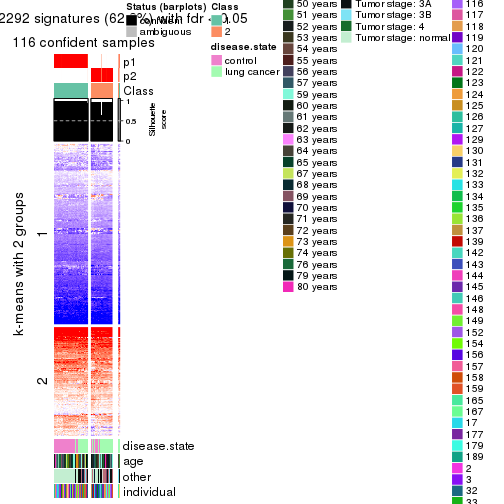 2292 signatures (62. %) with fdr < 0.05
116 confident samples
p1
p2
Class
1
0.5
0
Silhouette
score
k-means with 2 groups
1
2
disease.state
age
other
individual
Status (barplots)
confident
ambiguous
Class
1
2
disease.state
control
lung cancer
50 years
51 years
52 years
53 years
54 years
55 years
56 years
57 years
59 years
60 years
61 years
62 years
63 years
64 years
65 years
67 years
68 years
69 years
70 years
71 years
72 years
73 years
74 years
76 years
79 years
80 years
Tumor stage: 3A
Tumor stage: 3B
Tumor stage: 4
Tumor stage: normal
116
117
118
119
120
121
122
123
124
125
126
127
129
130
131
132
133
134
135
136
137
139
142
143
144
145
146
148
149
152
154
156
157
158
159
165
167
17
177
179
189
2
3
32
33